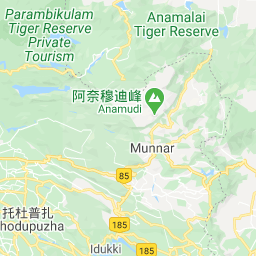 Parambikulam
Tiger Reserve
Private
Tourism
Anamalai
Tiger Reserve
阿奈穆迪峰
Anamudi
Munnar
85
托杜普扎
hodupuzha
185
185
Idukki